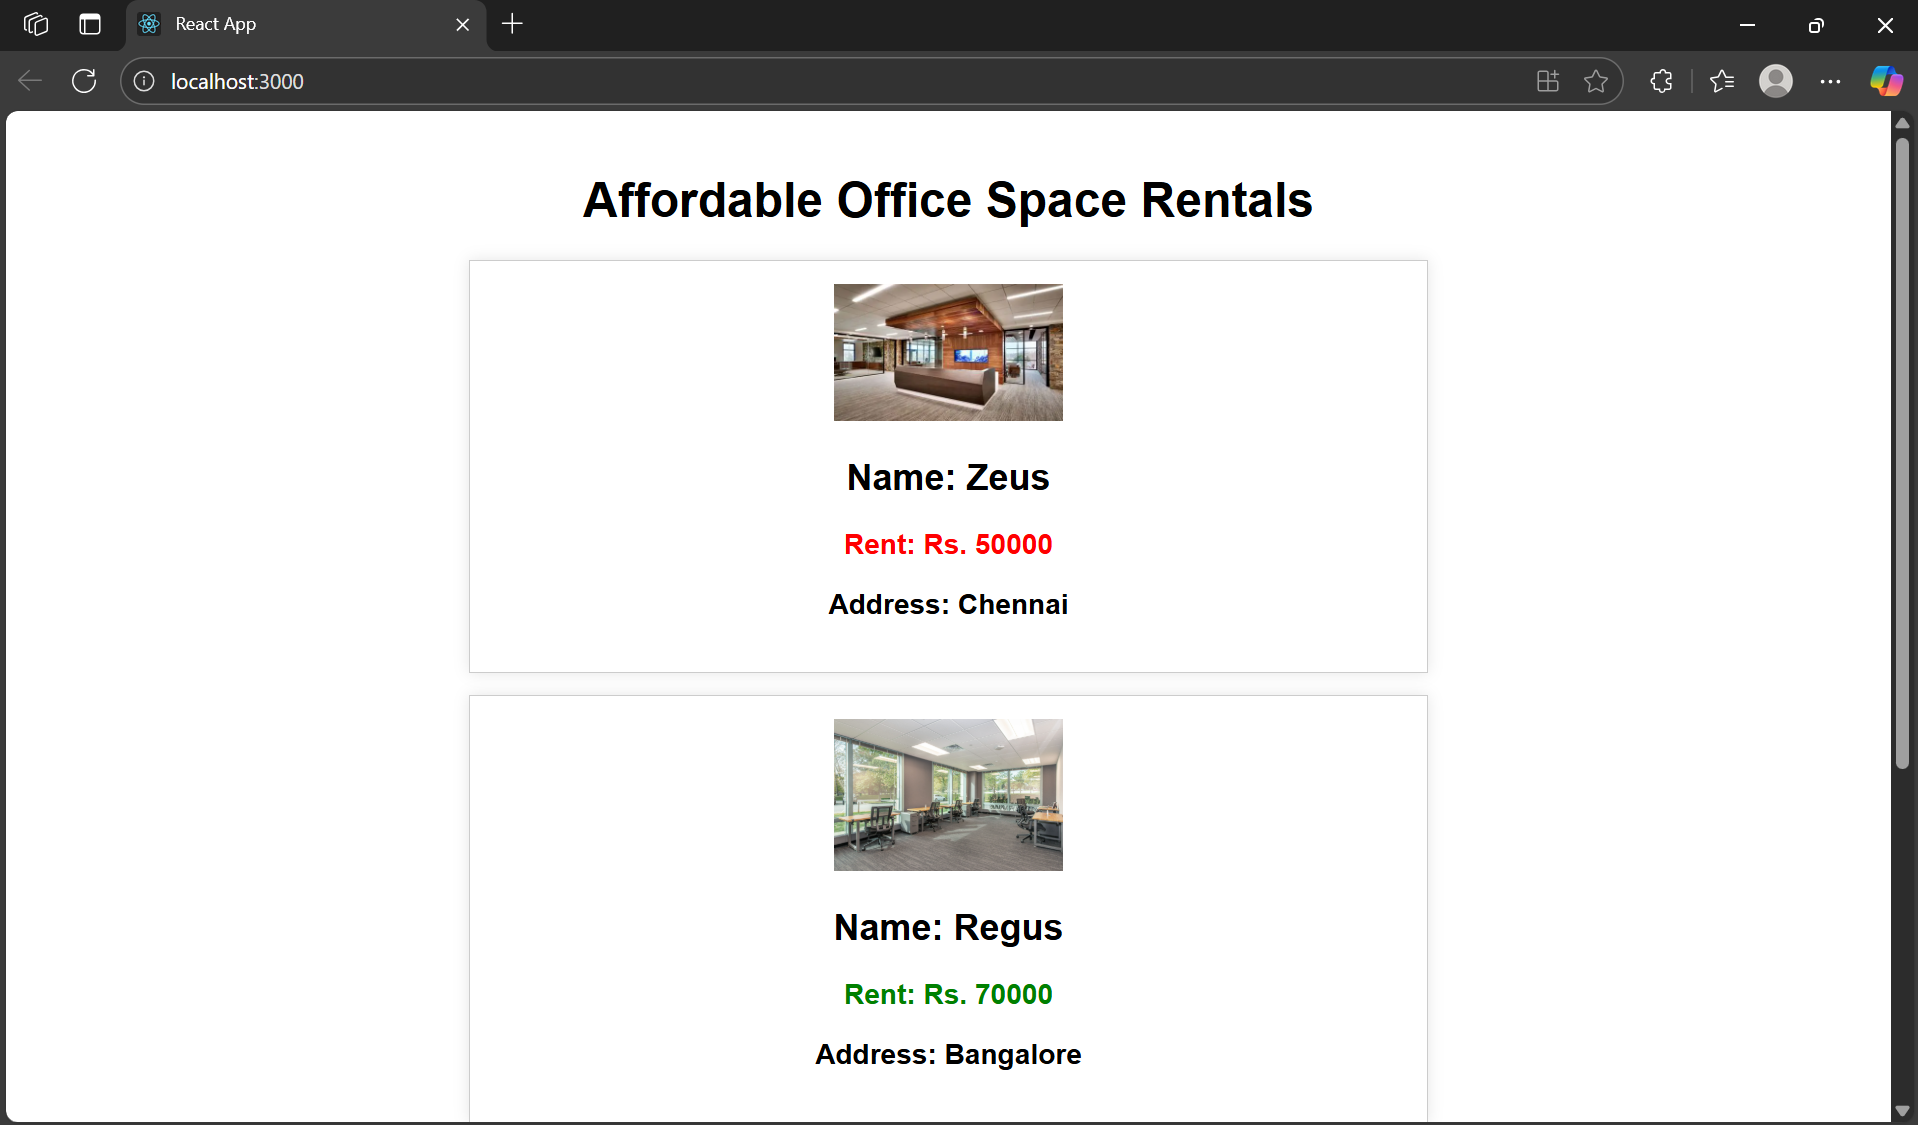 React App
localhost:3000
Affordable Office Space Rentals
Name: Zeus
Rent: Rs. 50000
Address: Chennai
Name: Regus
Rent: Rs. 70000
Address: Bangalore